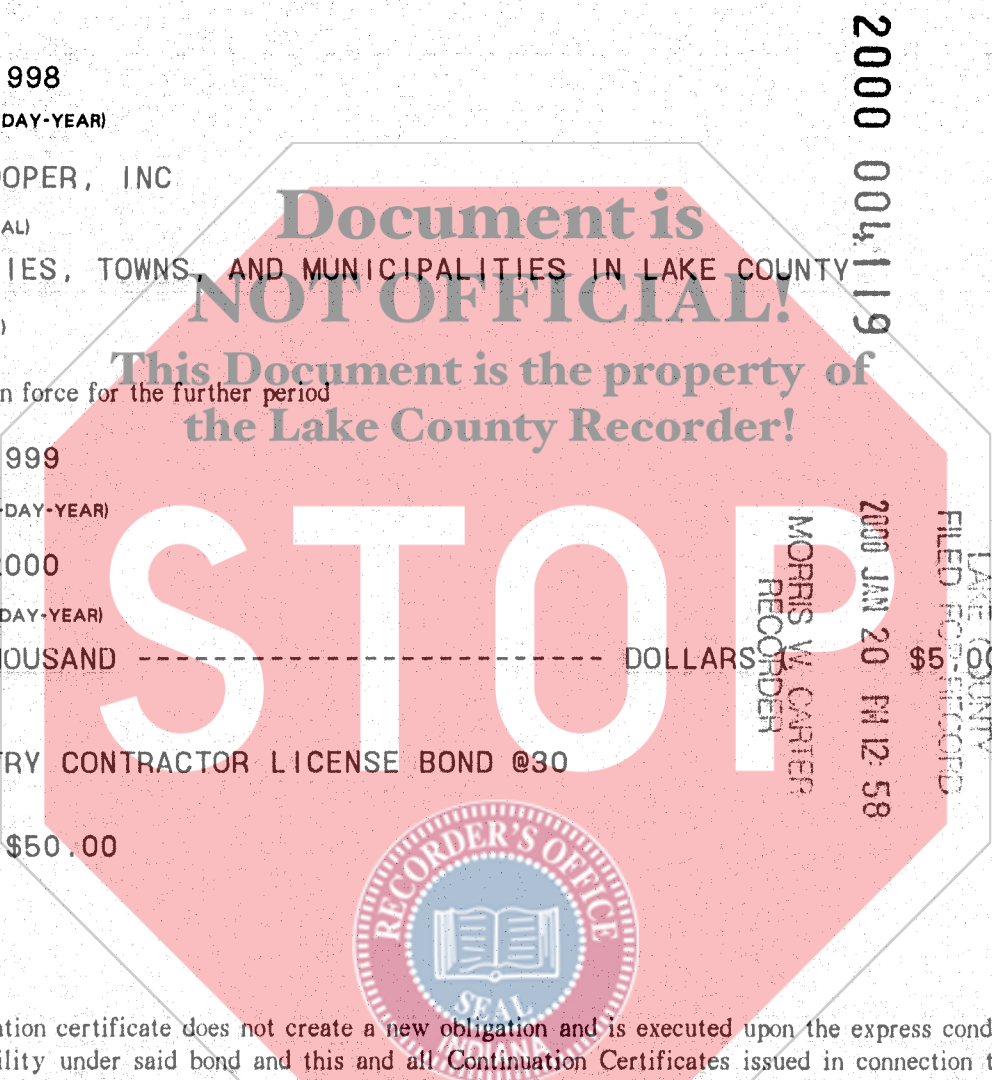 998
DAY-YEAR)
OPER, INC
AL)
IES, TOWNS, AND MUNICIPALITIES IN LAKE COUNTY
)
n force for the further period
999
-DAY-YEAR)
000
DAY-YEAR)
OUSAND ------------------------- DOLLARS ( $5,00
RY CONTRACTOR LICENSE BOND @30
$50.00
ation certificate does not create a new obligation and is executed upon the express cond
ility under said bond and this and all Continuation Certificates issued in connection t
Document is
NOT OFFICIAL!
This Document is the property of
the Lake County Recorder!
STOP
RECORDER'S OFFICE
SEAL
INDIANA
2000 004119
LAKE COUNTY
FILED FOR RECORD
2000 JAN 20 PM 12: 58
MORRIS W. CARTER
RECORDER